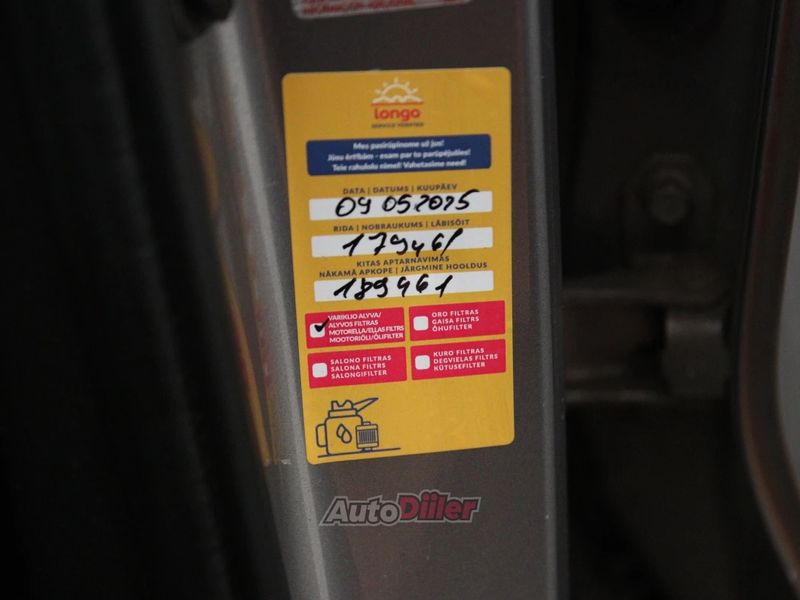 longo
SERVICE PUNKTAS
Mes pasirūpinome už jus!
Jūsu ērtībām - esam par to parūpējušies!
Teie rahulolu nimel! Vahetasime need!
DATA | DATUMS | KUUPÄEV
09 05 2025
RIDA | NOBRAUKUMS | LÄBISÕIT
179461
KITAS APTARNAVIMAS
NĀKAMĀ APKOPE | JÄRGMINE HOOLDUS
189461
VARIKLIO ALYVA/
ALYVOS FILTRAS
MOTOREĻĻA/EĻĻAS FILTRS
MOOTORIÕLI/ÕLIFILTER
ORO FILTRAS
GAISA FILTRS
ÕHUFILTER
SALONO FILTRAS
SALONA FILTRS
SALONGIFILTER
KURO FILTRAS
DEGVIELAS FILTRS
KÜTUSEFILTER
AutoDiiler